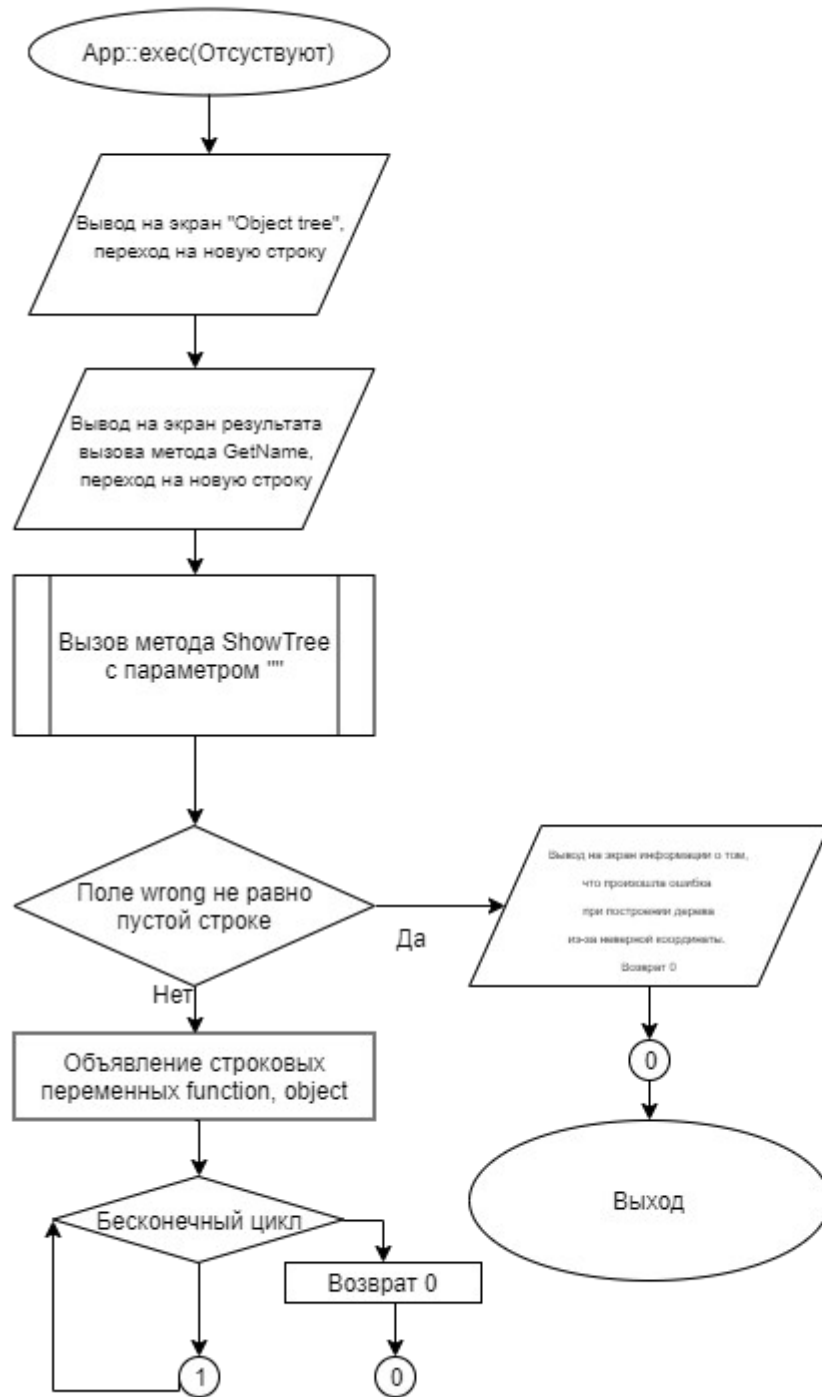 App::exec(Отсуствуют)
Вывод на экран "Object tree",
переход на новую строку
Вывод на экран результата
вызова метода GetName,
переход на новую строку
Вызов метода ShowTree
с параметром ""
Поле wrong не равно
пустой строке
Да
Вывод на экран информации о том,
что произошла ошибка
при построении дерева
из-за неверной координаты.
Возврат 0
Нет
0
Объявление строковых
переменных function, object
Выход
Бесконечный цикл
Возврат 0
1
0